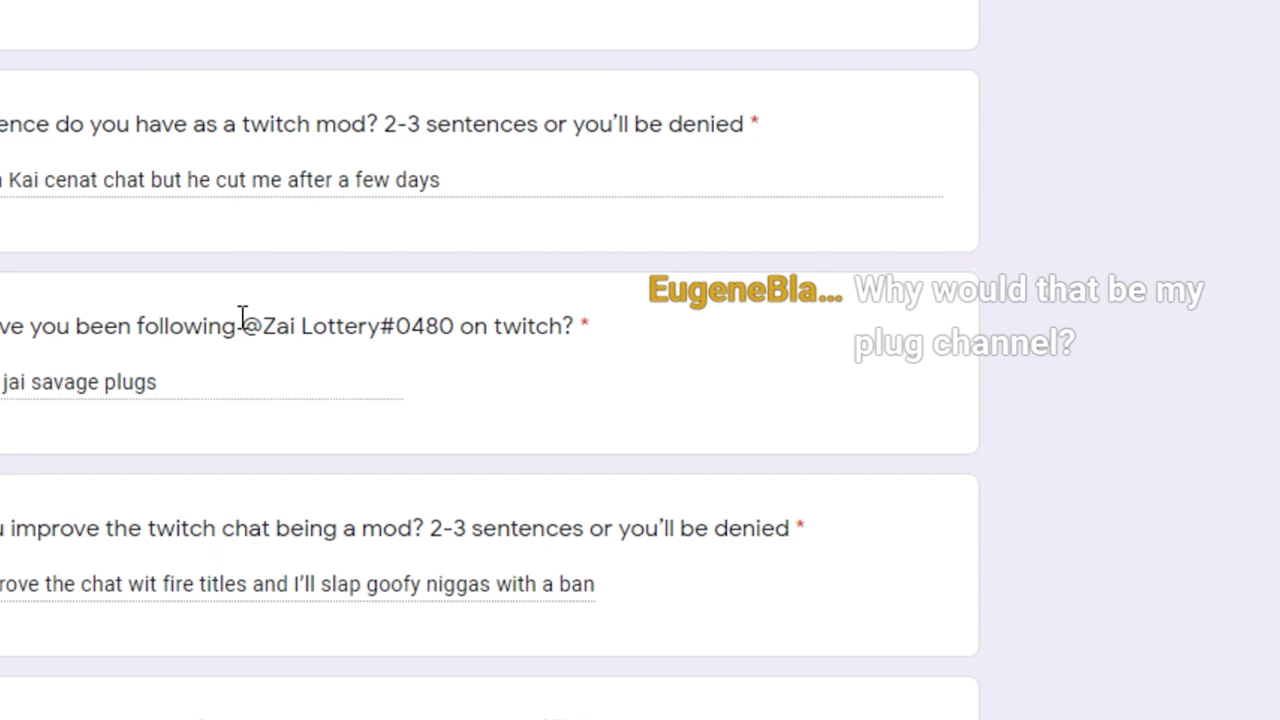 ence do you have as a twitch mod? 2-3 sentences or you'll be denied *
Kai cenat chat but he cut me after a few days
EugeneBla... Why would that be my
plug channel?
ve you been following @Zai Lottery#0480 on twitch? *
jai savage plugs
u improve the twitch chat being a mod? 2-3 sentences or you'll be denied *
rove the chat wit fire titles and I'll slap goofy niggas with a ban